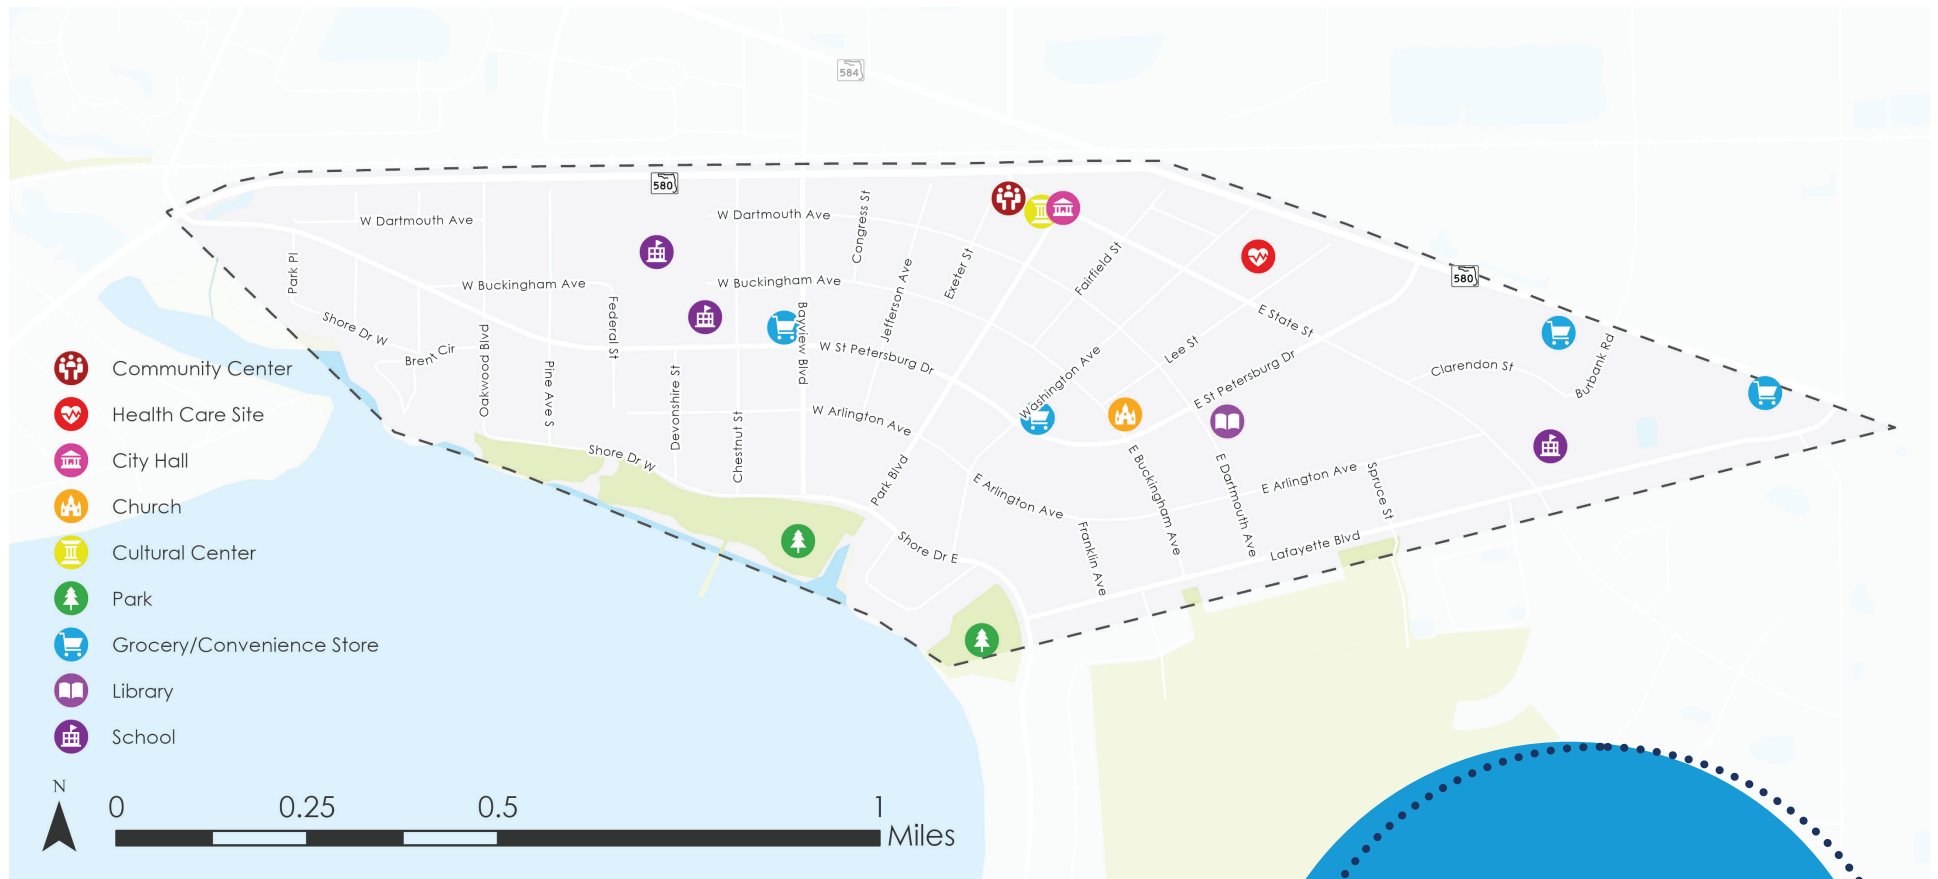 584
580
W Dartmouth Ave
W Dartmouth Ave
Congress St
Park Pl
W Buckingham Ave
W Buckingham Ave
Jefferson Ave
Exeter St
Fairfield St
580
Shore Dr W
Brent Cir
Oakwood Blvd
Pine Ave S
Federal St
Devonshire St
Chestnut St
Bayview Blvd
W St Petersburg Dr
W Arlington Ave
Washington Ave
Lee St
E State St
E St Petersburg Dr
Clarendon St
Burbank Rd
Shore Dr W
Park Blvd
E Arlington Ave
E Buckingham Ave
E Dartmouth Ave
E Arlington Ave
Spruce St
Franklin Ave
Lafayette Blvd
Shore Dr E
Community Center
Health Care Site
City Hall
Church
Cultural Center
Park
Grocery/Convenience Store
Library
School
N
0 0.25 0.5 1
Miles